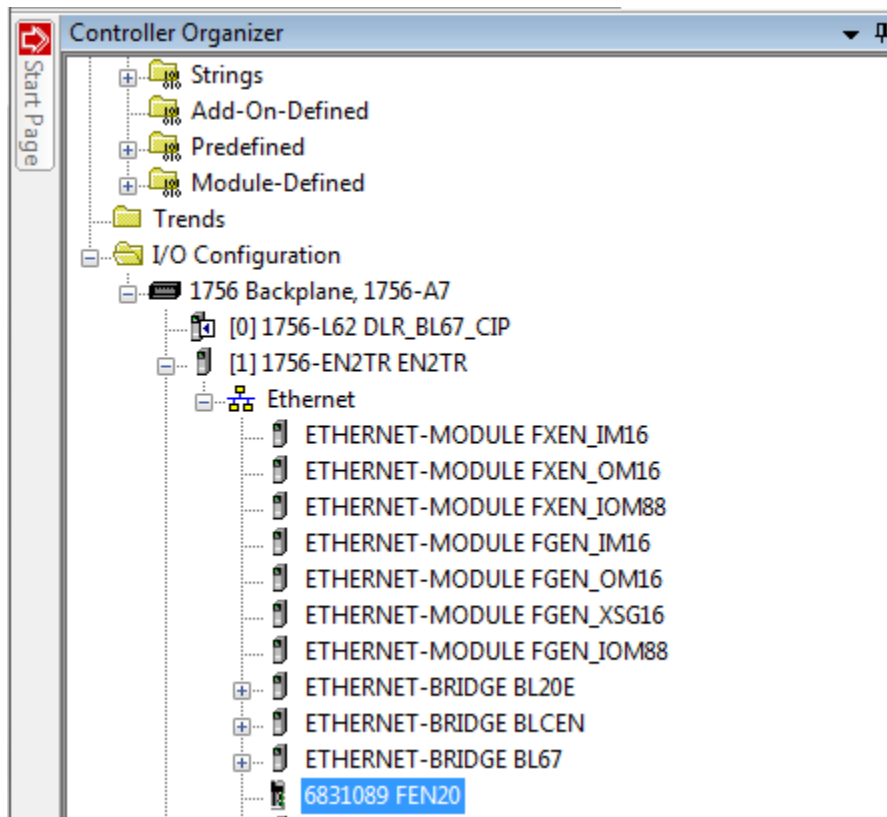 Controller Organizer
Start Page
Strings
Add-On-Defined
Predefined
Module-Defined
Trends
I/O Configuration
1756 Backplane, 1756-A7
[0] 1756-L62 DLR_BL67_CIP
[1] 1756-EN2TR EN2TR
Ethernet
ETHERNET-MODULE FXEN_IM16
ETHERNET-MODULE FXEN_OM16
ETHERNET-MODULE FXEN_IOM88
ETHERNET-MODULE FGEN_IM16
ETHERNET-MODULE FGEN_OM16
ETHERNET-MODULE FGEN_XSG16
ETHERNET-MODULE FGEN_IOM88
ETHERNET-BRIDGE BL20E
ETHERNET-BRIDGE BLCEN
ETHERNET-BRIDGE BL67
6831089 FEN20